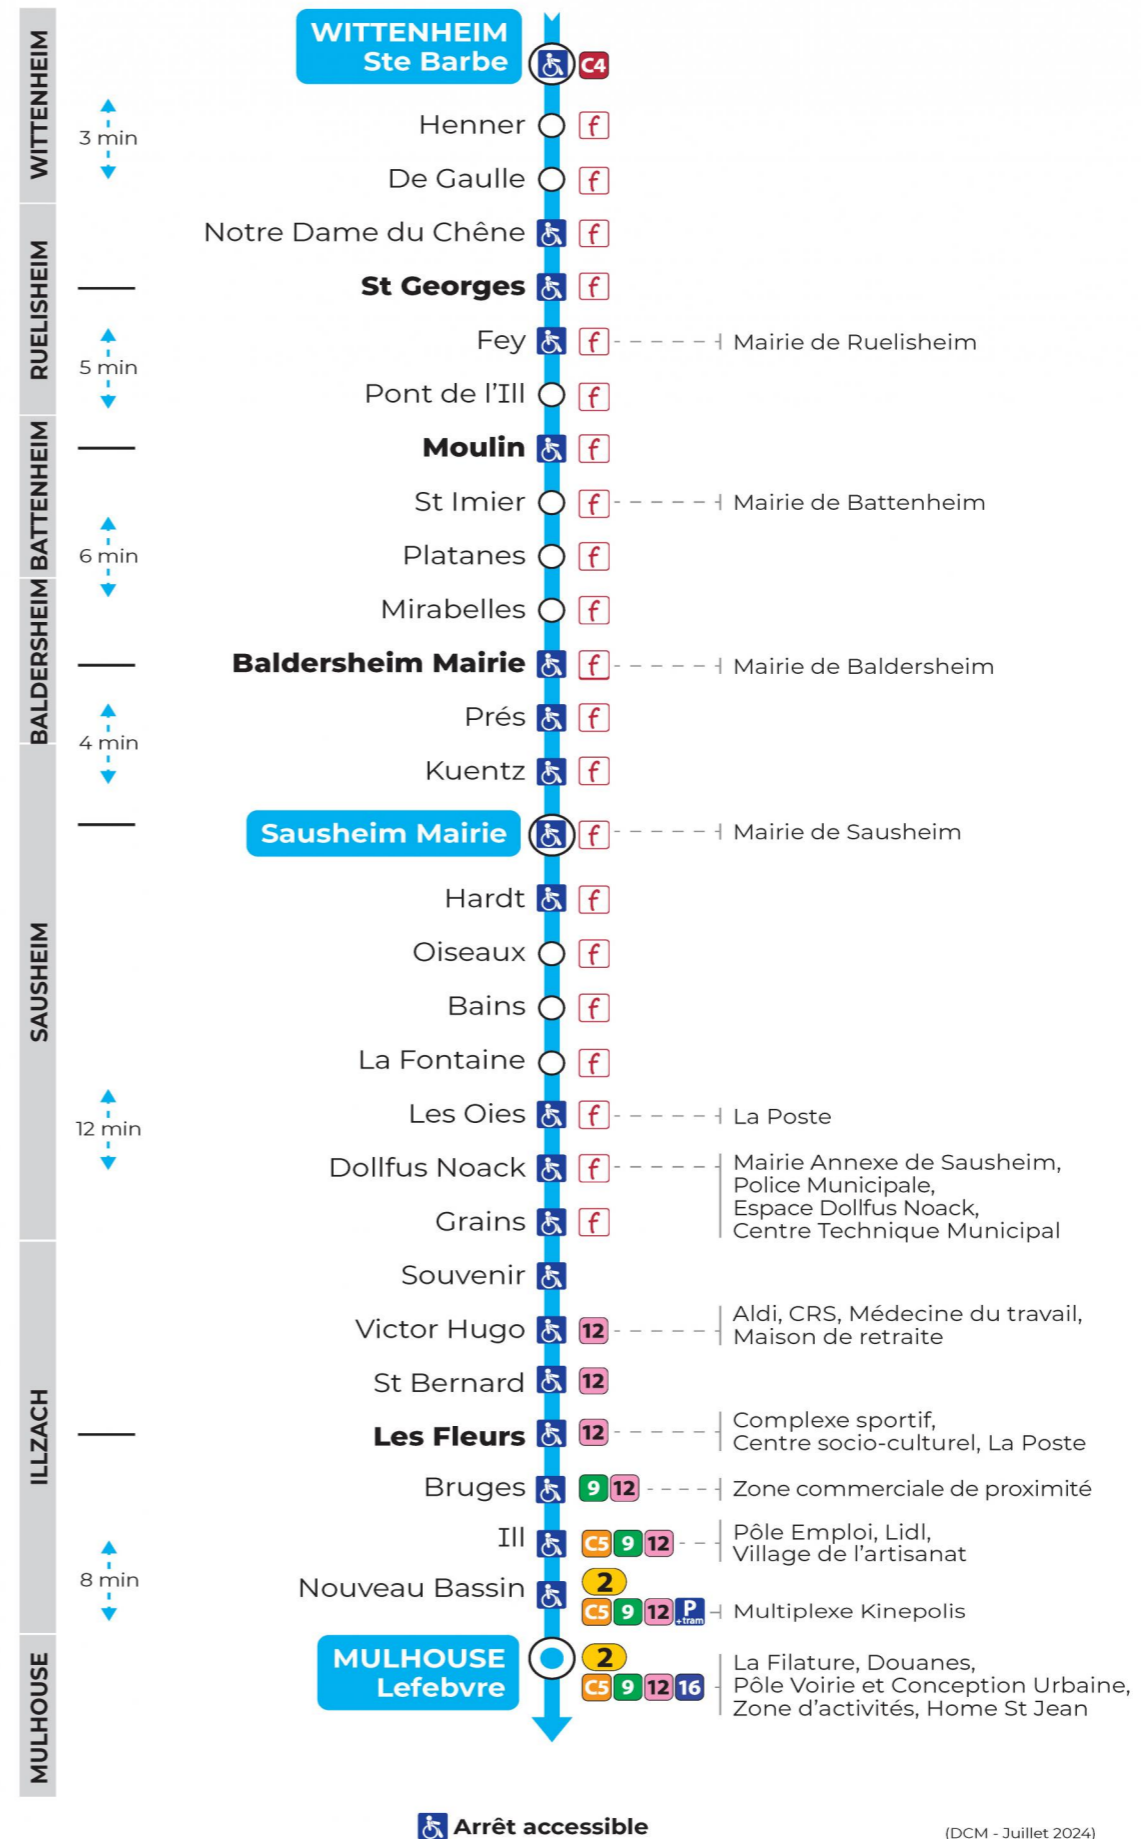 WITTENHEIM
Ste Barbe
C4
WITTENHEIM
3 min
Henner f
De Gaulle f
Notre Dame du Chêne f
RUELISHEIM
St Georges f
5 min
Fey f Mairie de Ruelisheim
Pont de l'Ill f
BATTENHEIM
Moulin f
St Imier f Mairie de Battenheim
6 min
Platanes f
Mirabelles f
BALDERSHEIM
Baldersheim Mairie f Mairie de Baldersheim
Prés f
4 min
Kuentz f
SAUSHEIM
Sausheim Mairie f Mairie de Sausheim
Hardt f
Oiseaux f
Bains f
La Fontaine f
12 min
Les Oies f La Poste
Dollfus Noack f Mairie Annexe de Sausheim,
Police Municipale,
Espace Dollfus Noack,
Centre Technique Municipal
Grains f
ILLZACH
Souvenir
Victor Hugo 12 Aldi, CRS, Médecine du travail,
Maison de retraite
St Bernard 12
Les Fleurs 12 Complexe sportif,
Centre socio-culturel, La Poste
Bruges 9 12 Zone commerciale de proximité
8 min
Ill C5 9 12 Pôle Emploi, Lidl,
Village de l'artisanat
Nouveau Bassin 2
C5 9 12 P +tram Multiplexe Kinepolis
MULHOUSE
MULHOUSE
Lefebvre
2
C5 9 12 16
La Filature, Douanes,
Pôle Voirie et Conception Urbaine,
Zone d'activités, Home St Jean
Arrêt accessible
(DCM - Juillet 2024)